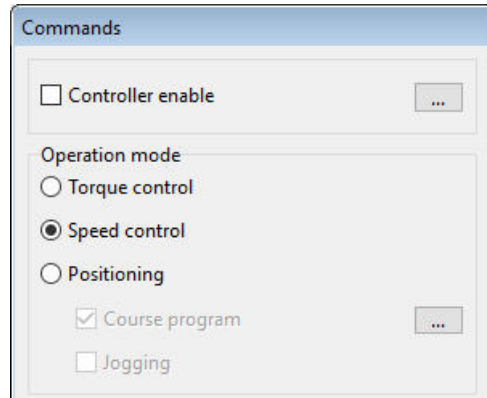 Commands
Controller enable
...
Operation mode
Torque control
Speed control
Positioning
Course program
...
Jogging